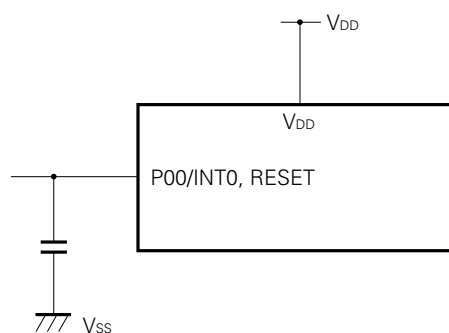 VDD
VDD
P00/INT0, RESET
VSS